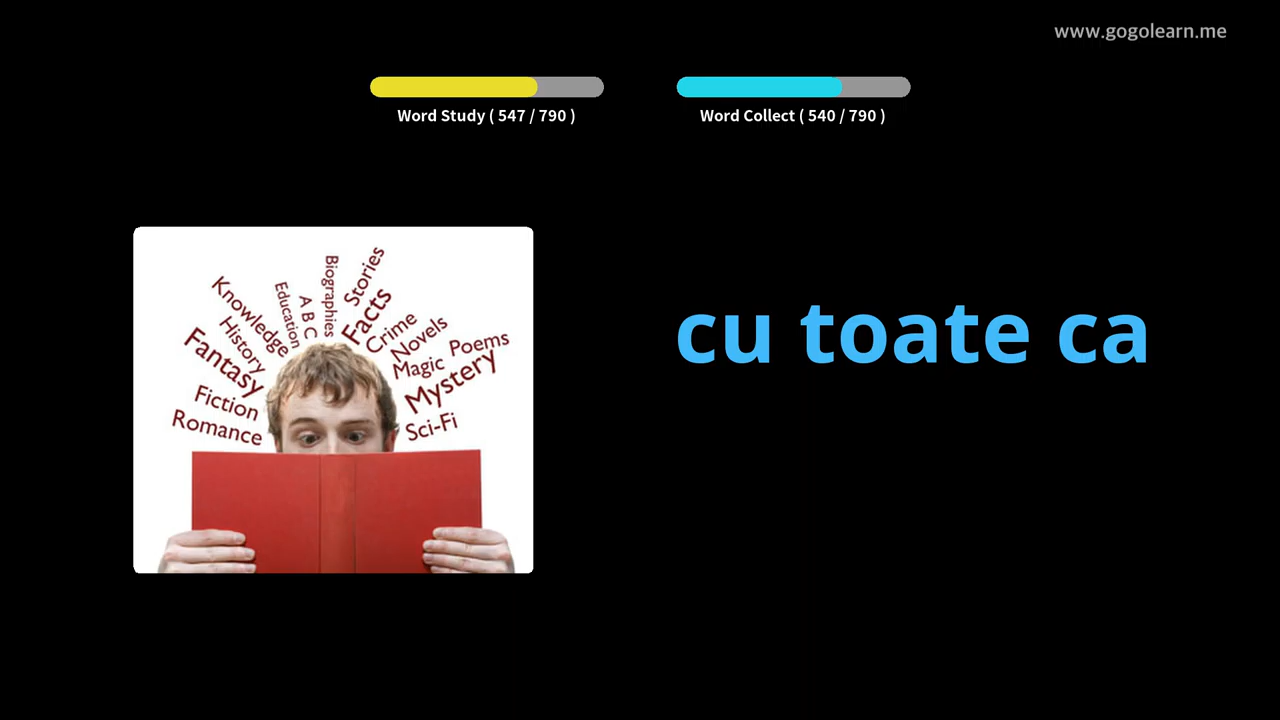 www.gogolearn.me
Word Study ( 547 / 790 )
Word Collect ( 540 / 790 )
cu toate ca
Knowledge
Education
A B C
Biographies
Stories
Facts
Crime
Novels
Poems
Magic
Mystery
Sci-Fi
History
Fantasy
Fiction
Romance